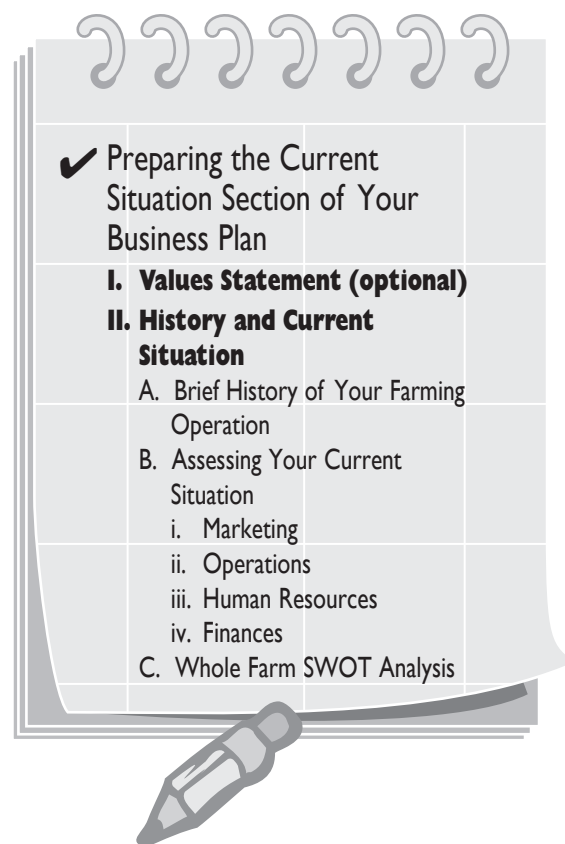 ✔ Preparing the Current
Situation Section of Your
Business Plan
I. Values Statement (optional)
II. History and Current
Situation
A. Brief History of Your Farming
Operation
B. Assessing Your Current
Situation
i. Marketing
ii. Operations
iii. Human Resources
iv. Finances
C. Whole Farm SWOT Analysis